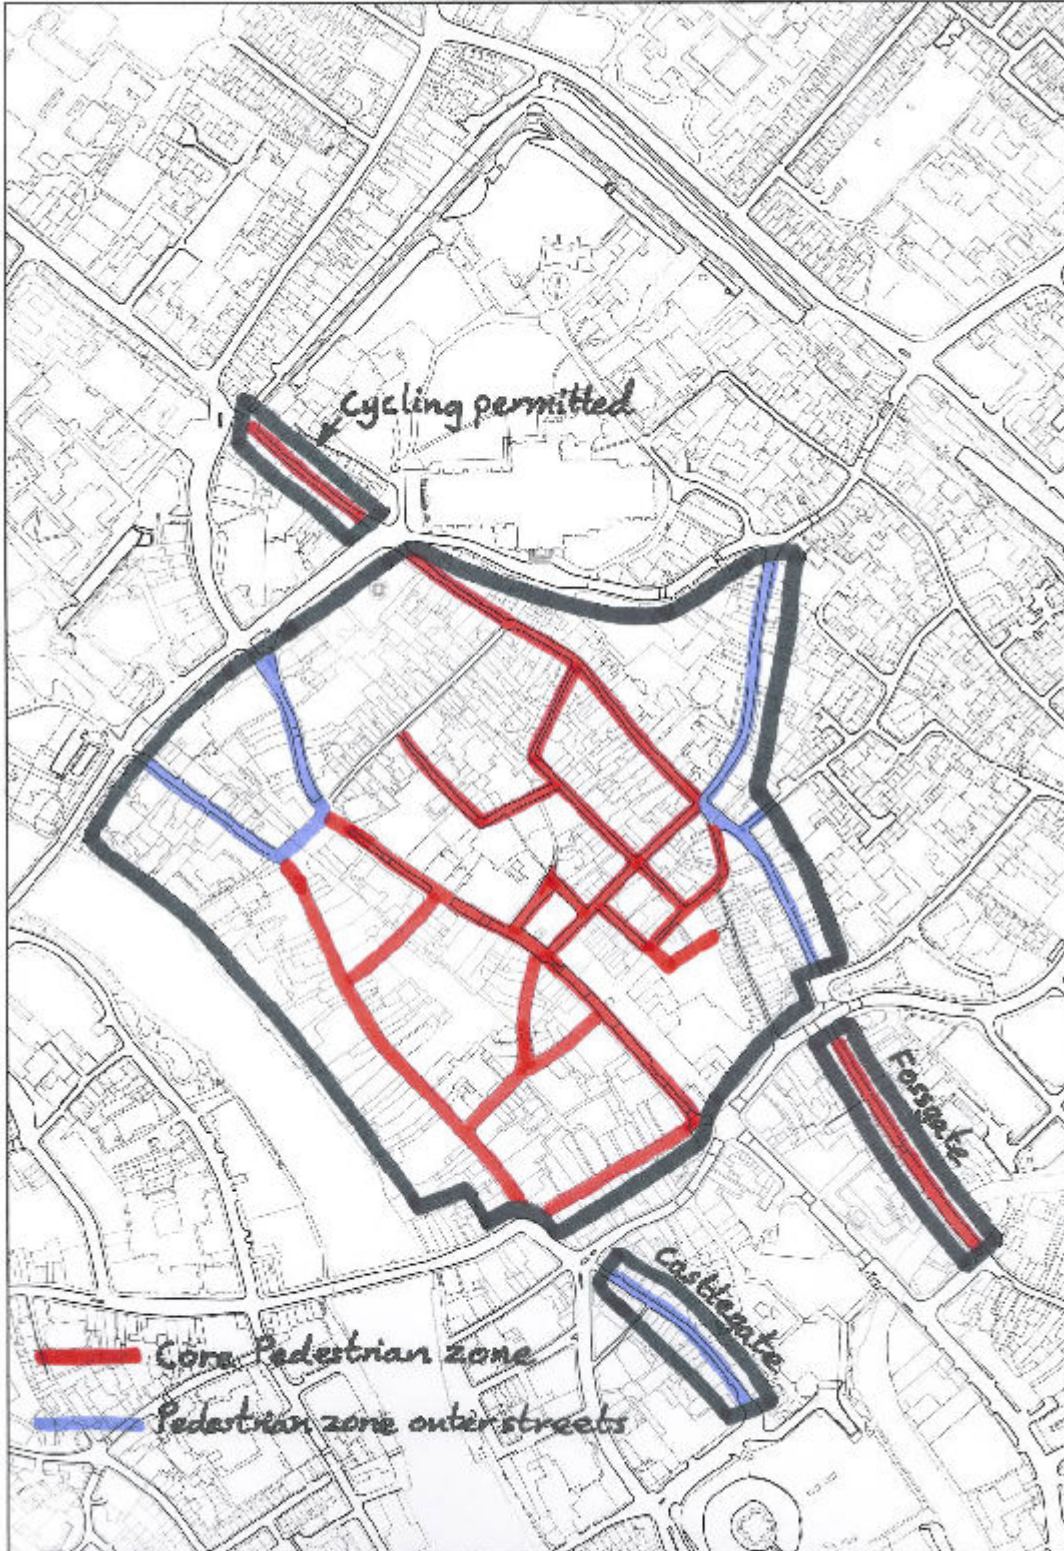 Cycling permitted
Fossgate
Castlegate
Core Pedestrian zone
Pedestrian zone outer streets